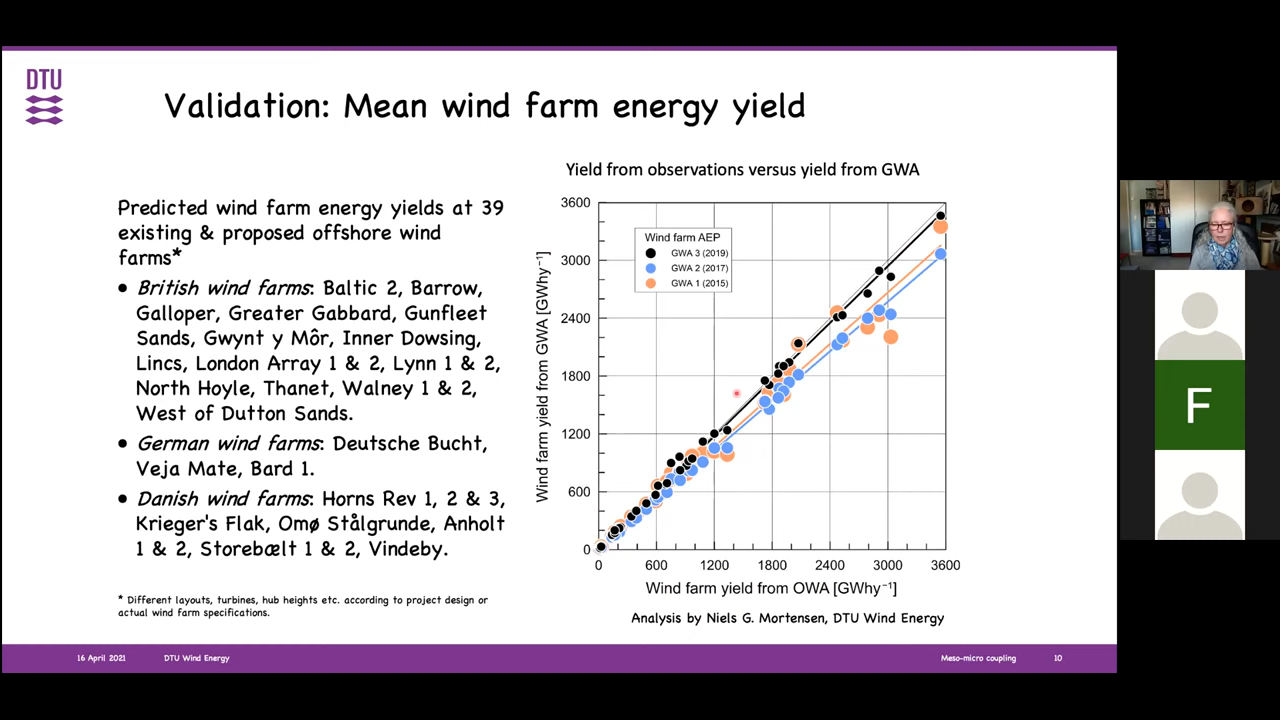 DTU
Validation: Mean wind farm energy yield
Predicted wind farm energy yields at 39
existing & proposed offshore wind
farms*
• British wind farms: Baltic 2, Barrow,
Galloper, Greater Gabbard, Gunfleet
Sands, Gwynt y Môr, Inner Dowsing,
Lincs, London Array 1 & 2, Lynn 1 & 2,
North Hoyle, Thanet, Walney 1 & 2,
West of Dutton Sands.
• German wind farms: Deutsche Bucht,
Veja Mate, Bard 1.
• Danish wind farms: Horns Rev 1, 2 & 3,
Krieger's Flak, Omø Stålgrunde, Anholt
1 & 2, Storebælt 1 & 2, Vindeby.
* Different layouts, turbines, hub heights etc. according to project design or
actual wind farm specifications.
Yield from observations versus yield from GWA
Wind farm yield from GWA [GWhy⁻¹]
3600
3000
2400
1800
1200
600
0
Wind farm AEP
GWA 3 (2019)
GWA 2 (2017)
GWA 1 (2015)
0 600 1200 1800 2400 3000 3600
Wind farm yield from OWA [GWhy⁻¹]
Analysis by Niels G. Mortensen, DTU Wind Energy
16 April 2021 DTU Wind Energy Meso-micro coupling 10
F